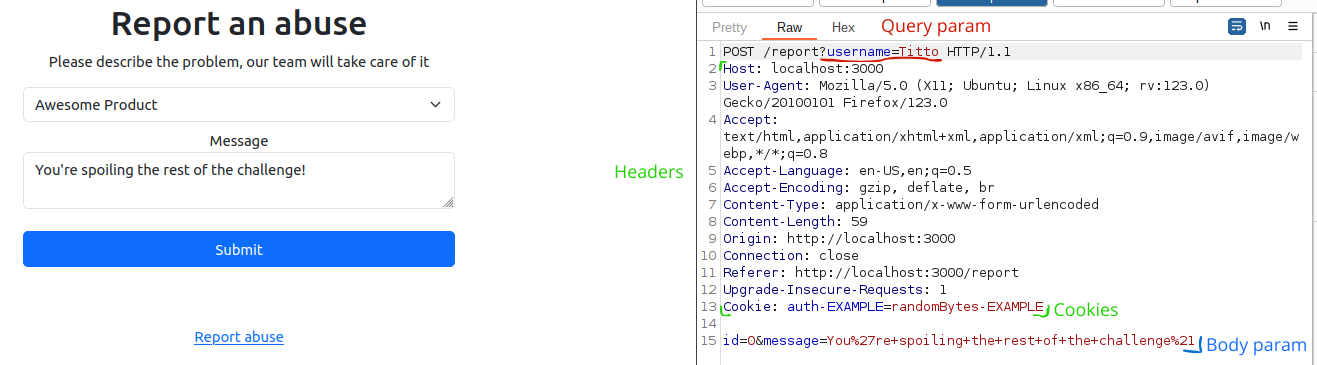 Report an abuse
Please describe the problem, our team will take care of it
Awesome Product
Message
You're spoiling the rest of the challenge!
Submit
Report abuse
Headers
Pretty Raw Hex Query param \n
1 POST /report?username=Titto HTTP/1.1
2 Host: localhost:3000
3 User-Agent: Mozilla/5.0 (X11; Ubuntu; Linux x86_64; rv:123.0)
Gecko/20100101 Firefox/123.0
4 Accept:
text/html,application/xhtml+xml,application/xml;q=0.9,image/avif,image/w
ebp,*/*;q=0.8
5 Accept-Language: en-US,en;q=0.5
6 Accept-Encoding: gzip, deflate, br
7 Content-Type: application/x-www-form-urlencoded
8 Content-Length: 59
9 Origin: http://localhost:3000
10 Connection: close
11 Referer: http://localhost:3000/report
12 Upgrade-Insecure-Requests: 1
13 Cookie: auth-EXAMPLE=randomBytes-EXAMPLE Cookies
14
15 id=0&message=You%27re+spoiling+the+rest+of+the+challenge%21 Body param